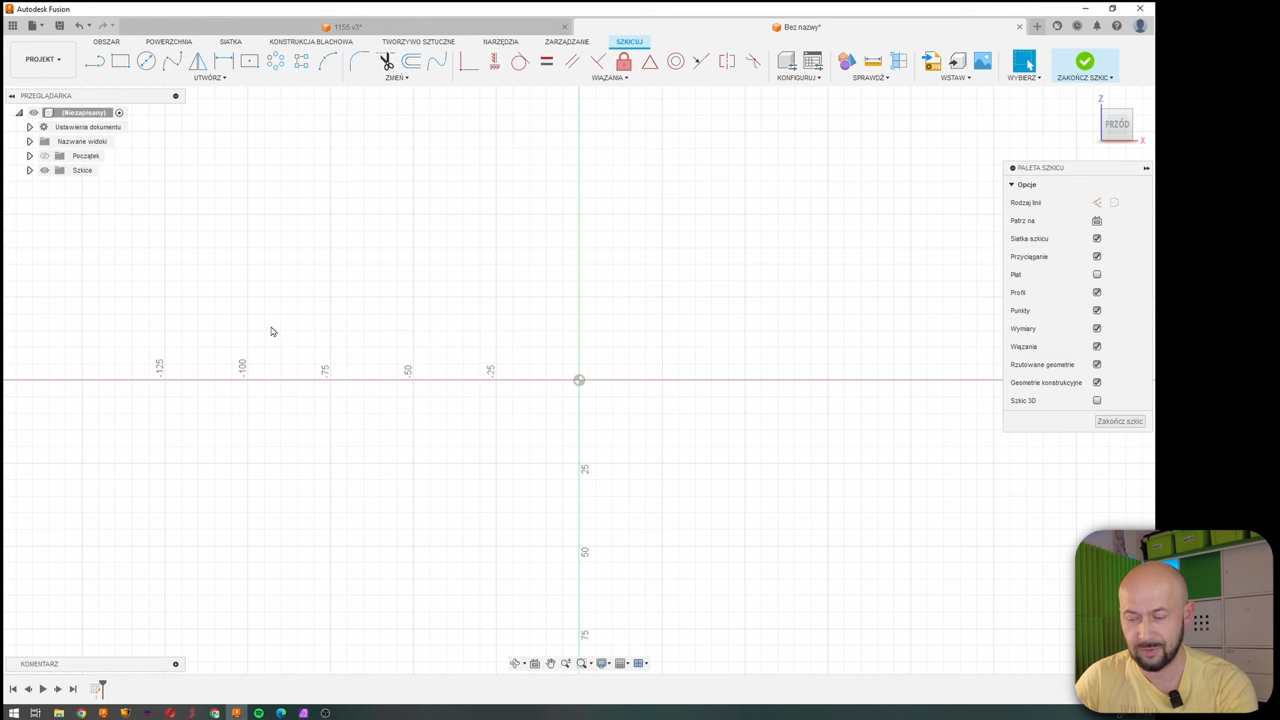 Autodesk Fusion
1155 v3*
Bez nazwy*
PROJEKT
OBSZAR
POWIERZCHNIA
SIATKA
KONSTRUKCJA BLACHOWA
TWORZYWO SZTUCZNE
NARZĘDZIA
ZARZĄDZANIE
SZKICUJ
UTWÓRZ
ZMIEŃ
WIĄZANIA
KONFIGURUJ
SPRAWDŹ
WSTAW
WYBIERZ
ZAKOŃCZ SZKIC
PRZEGLĄDARKA
(Niezapisany)
Ustawienia dokumentu
Nazwane widoki
Początek
Szkice
Z
PRZÓD
X
PALETA SZKICU
Opcje
Rodzaj linii
Patrz na
Siatka szkicu
Przyciąganie
Płat
Profil
Punkty
Wymiary
Wiązania
Rzutowane geometrie
Geometrie konstrukcyjne
Szkic 3D
Zakończ szkic
-125
-100
-75
-50
-25
25
50
75
KOMENTARZ